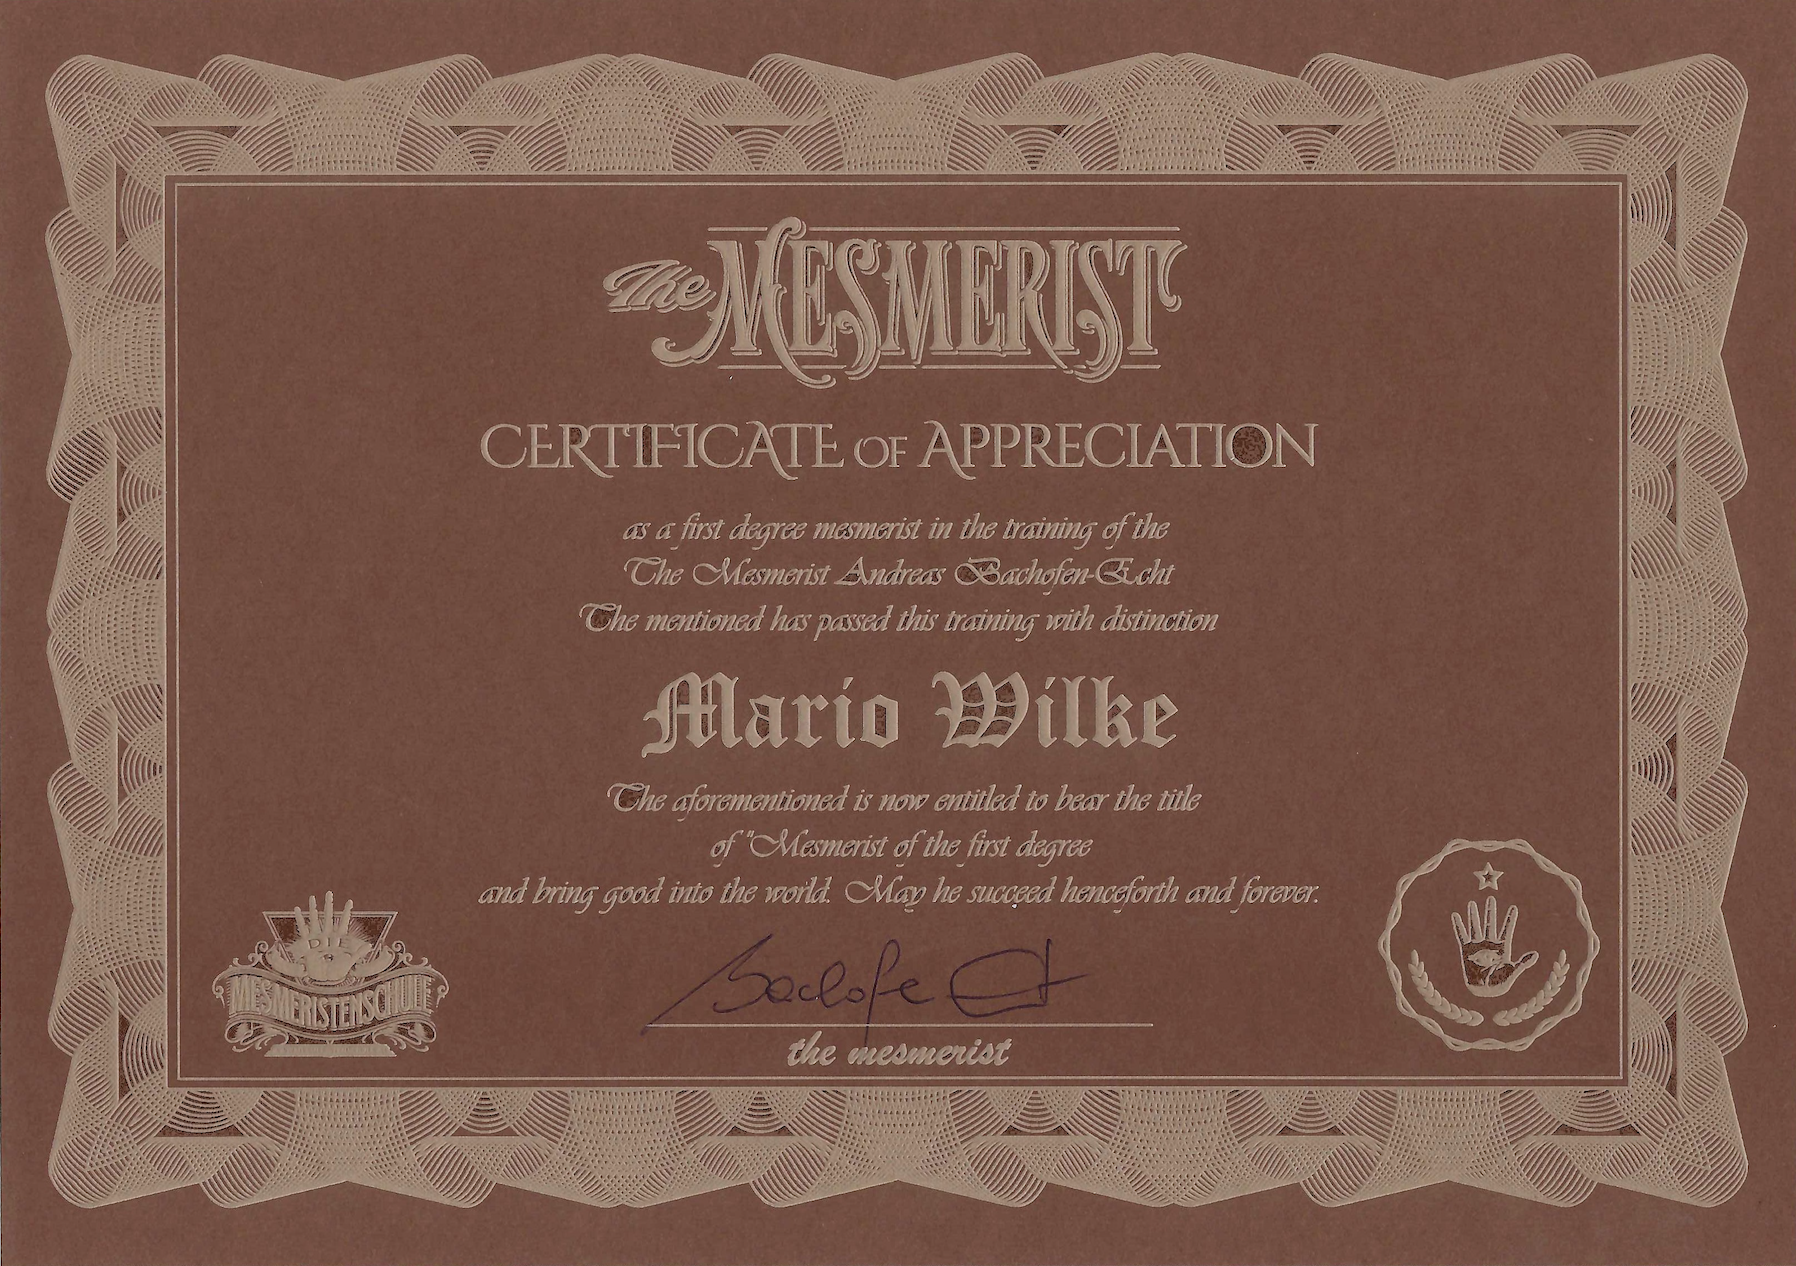 The MESMERIST
CERTIFICATE OF APPRECIATION
as a first degree mesmerist in the training of the
The Mesmerist Andreas Bachofen-Echt
The mentioned has passed this training with distinction
Mario Wilke
The aforementioned is now entitled to bear the title
of "Mesmerist of the first degree
and bring good into the world. May he succeed henceforth and forever.
DIE
MESMERISTENSCHULE
the mesmerist